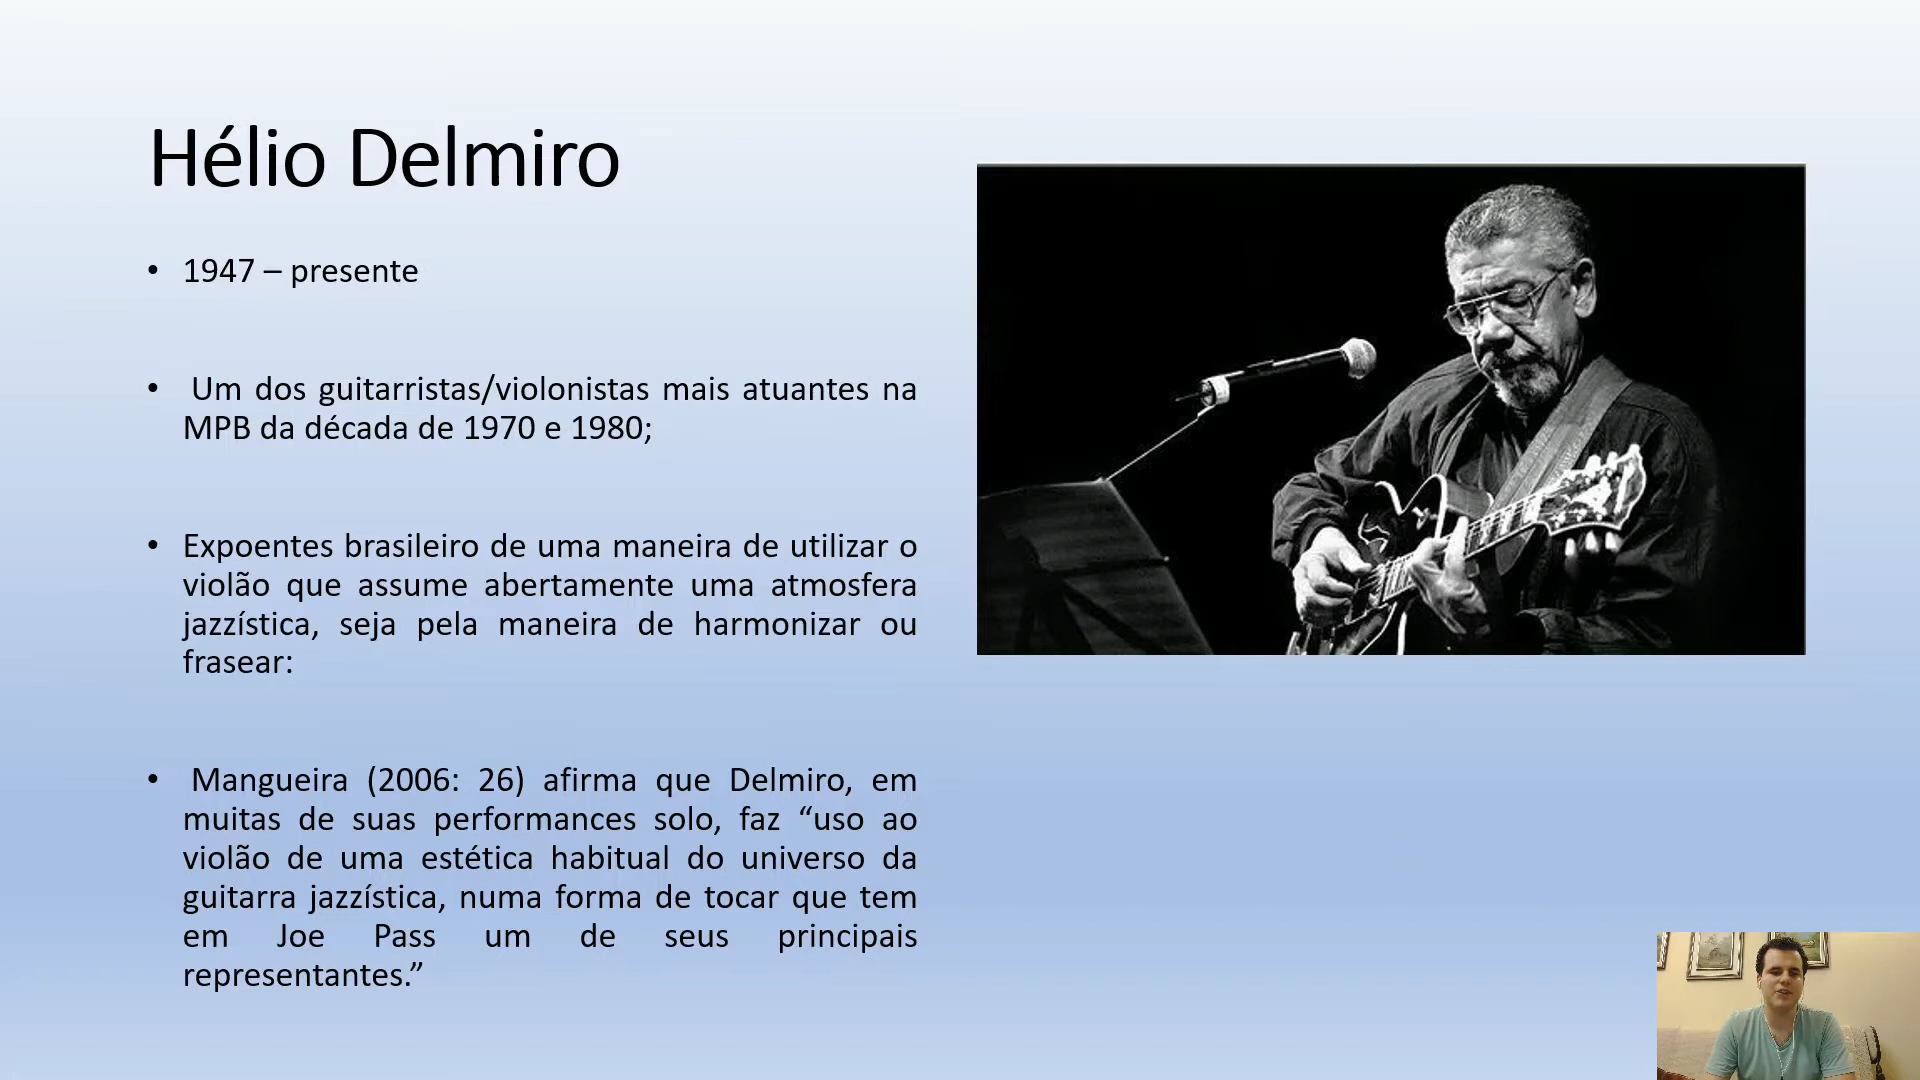 Hélio Delmiro
• 1947 – presente
• Um dos guitarristas/violonistas mais atuantes na
MPB da década de 1970 e 1980;
• Expoentes brasileiro de uma maneira de utilizar o
violão que assume abertamente uma atmosfera
jazzística, seja pela maneira de harmonizar ou
frasear:
• Mangueira (2006: 26) afirma que Delmiro, em
muitas de suas performances solo, faz “uso ao
violão de uma estética habitual do universo da
guitarra jazzística, numa forma de tocar que tem
em Joe Pass um de seus principais
representantes.”